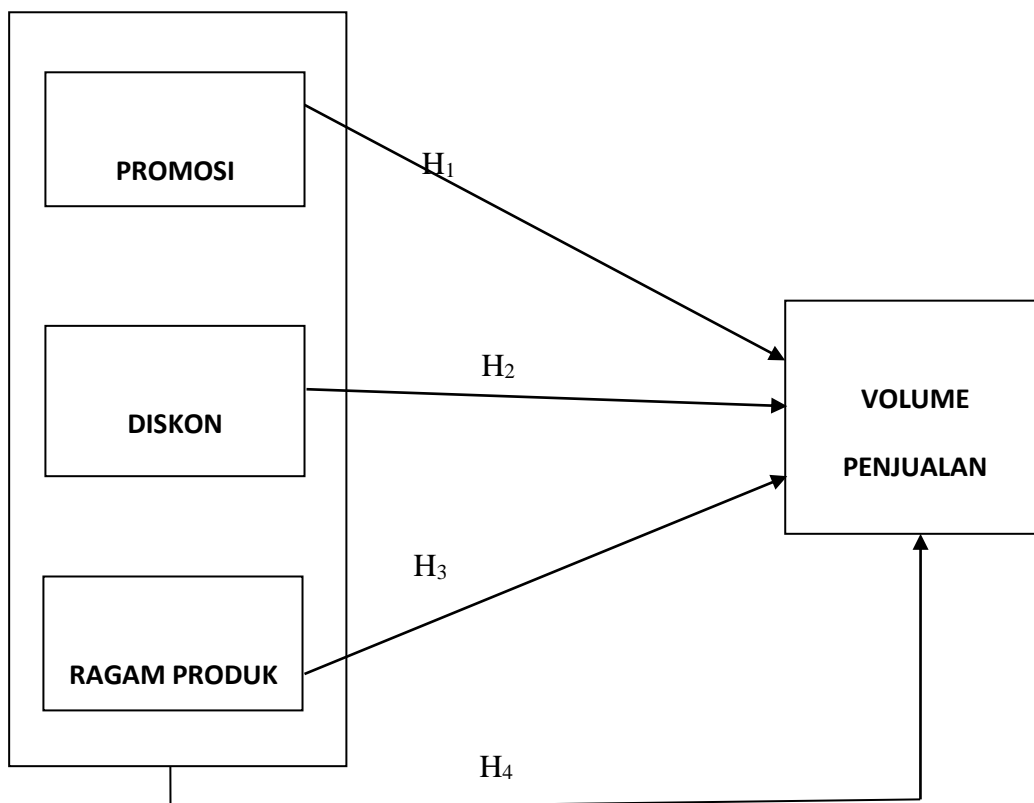 PROMOSI
H₁
DISKON
H₂
VOLUME
PENJUALAN
RAGAM PRODUK
H₃
H₄